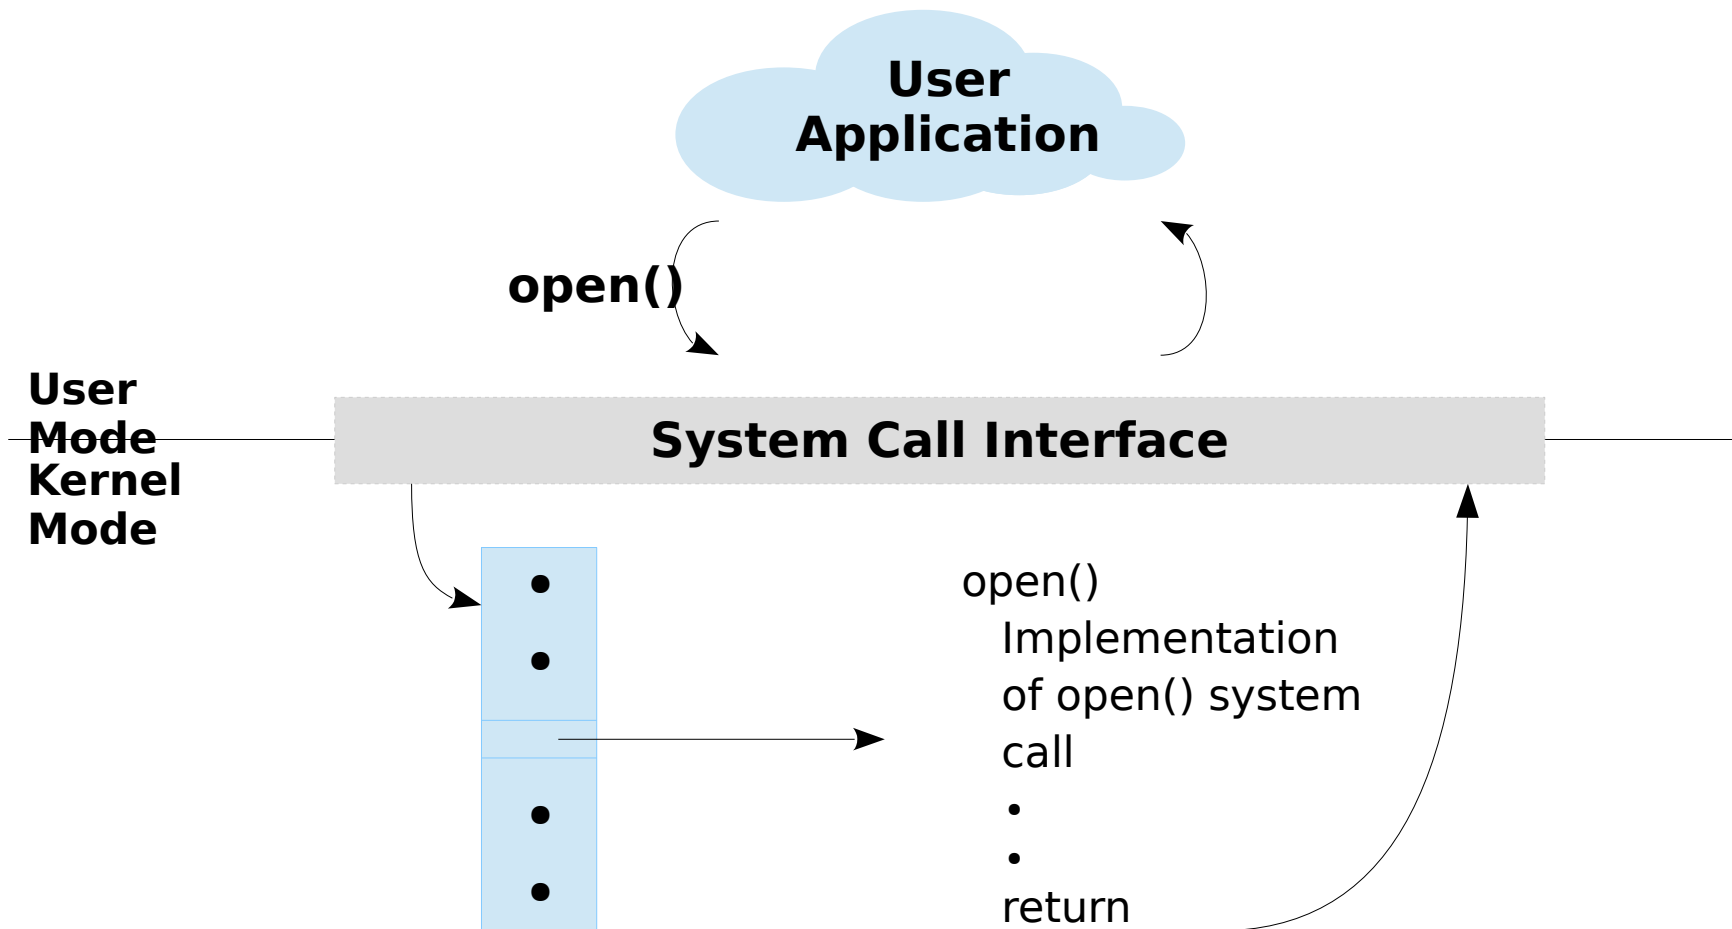 User
Application
open()
User
Mode
System Call Interface
Kernel
Mode
open()
Implementation
of open() system
call
•
•
return